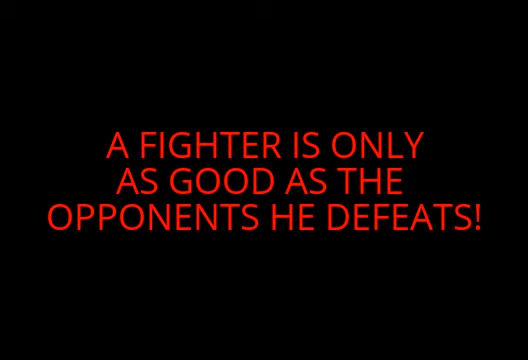 A FIGHTER IS ONLY
AS GOOD AS THE
OPPONENTS HE DEFEATS!